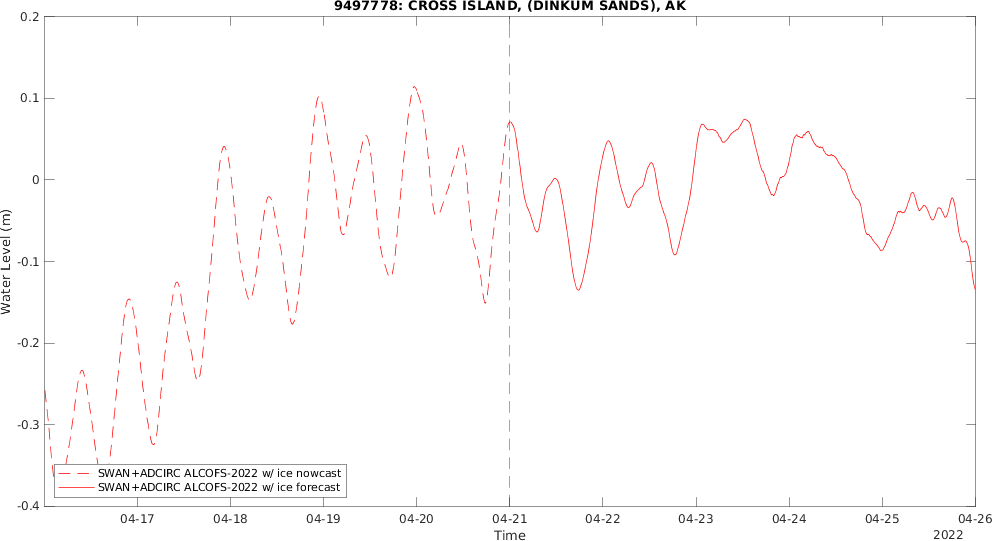 9497778: CROSS ISLAND, (DINKUM SANDS), AK
0.2
0.1
0
-0.1
-0.2
-0.3
-0.4
Water Level (m)
SWAN+ADCIRC ALCOFS-2022 w/ ice nowcast
SWAN+ADCIRC ALCOFS-2022 w/ ice forecast
04-17 04-18 04-19 04-20 04-21 04-22 04-23 04-24 04-25 04-26
Time
2022